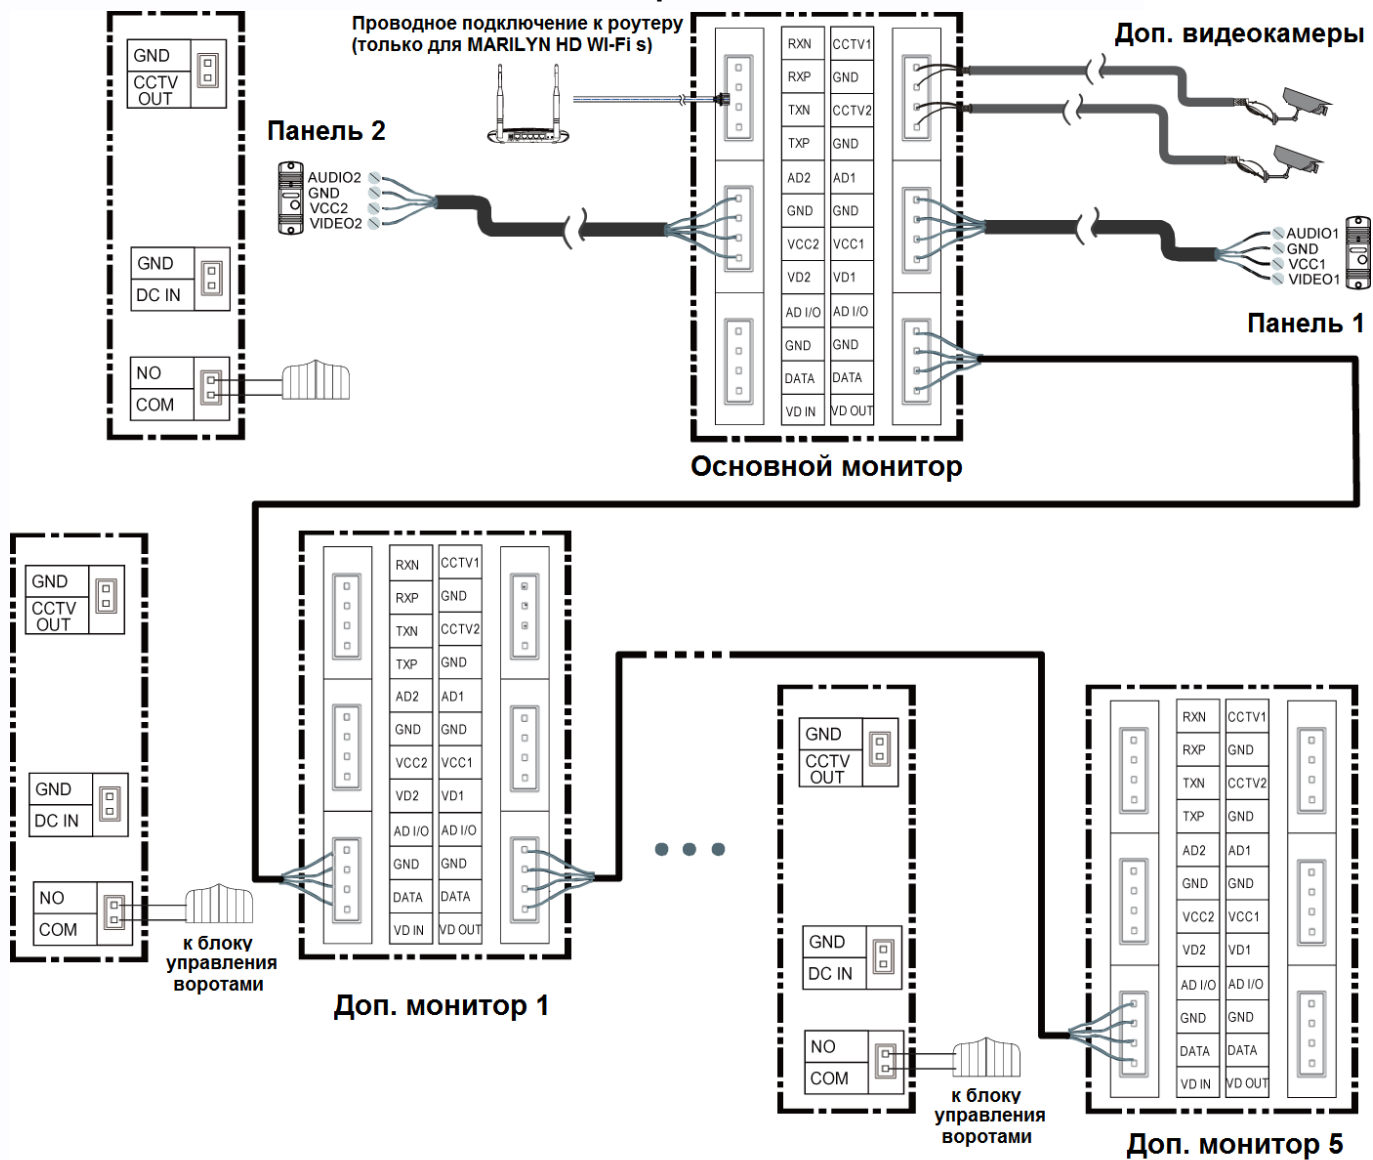 Проводное подключение к роутеру
(только для MARILYN HD WI-Fi s)
Доп. видеокамеры
GND
CCTV
OUT
GND
DC IN
NO
COM
Панель 2
AUDIO2
GND
VCC2
VIDEO2
RXN
CCTV1
RXP
GND
TXN
CCTV2
TXP
GND
AD2
AD1
GND
GND
VCC2
VCC1
VD2
VD1
AD I/O
AD I/O
GND
GND
DATA
DATA
VD IN
VD OUT
AUDIO1
GND
VCC1
VIDEO1
Панель 1
Основной монитор
GND
CCTV
OUT
GND
DC IN
NO
COM
к блоку
управления
воротами
RXN
CCTV1
RXP
GND
TXN
CCTV2
TXP
GND
AD2
AD1
GND
GND
VCC2
VCC1
VD2
VD1
AD I/O
AD I/O
GND
GND
DATA
DATA
VD IN
VD OUT
Доп. монитор 1
GND
CCTV
OUT
GND
DC IN
NO
COM
к блоку
управления
воротами
RXN
CCTV1
RXP
GND
TXN
CCTV2
TXP
GND
AD2
AD1
GND
GND
VCC2
VCC1
VD2
VD1
AD I/O
AD I/O
GND
GND
DATA
DATA
VD IN
VD OUT
Доп. монитор 5